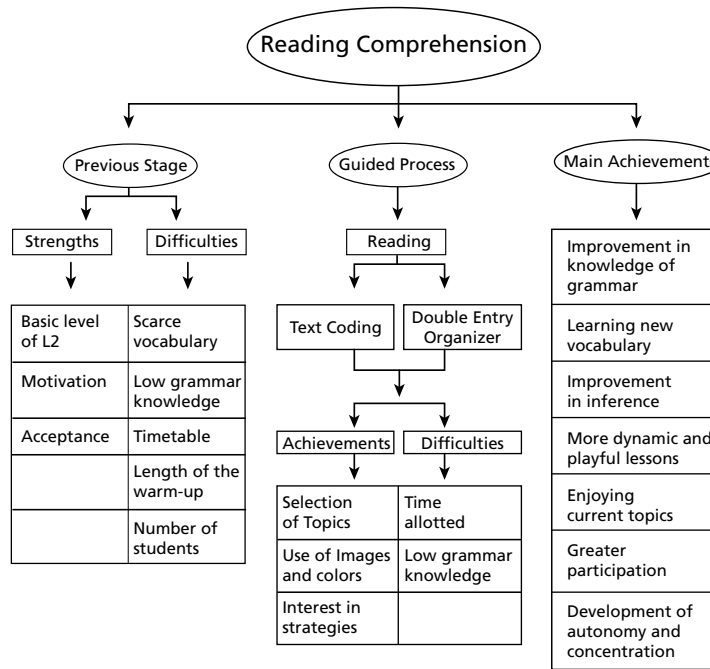 Reading Comprehension
Previous Stage
Guided Process
Main Achievement
Strengths
Difficulties
Basic level
of L2
Scarce
vocabulary
Motivation
Low grammar
knowledge
Acceptance
Timetable
Length of the
warm-up
Number of
students
Reading
Text Coding
Double Entry
Organizer
Achievements
Difficulties
Selection
of Topics
Time
allotted
Use of Images
and colors
Low grammar
knowledge
Interest in
strategies
Improvement in
knowledge of
grammar
Learning new
vocabulary
Improvement
in inference
More dynamic and
playful lessons
Enjoying
current topics
Greater
participation
Development of
autonomy and
concentration